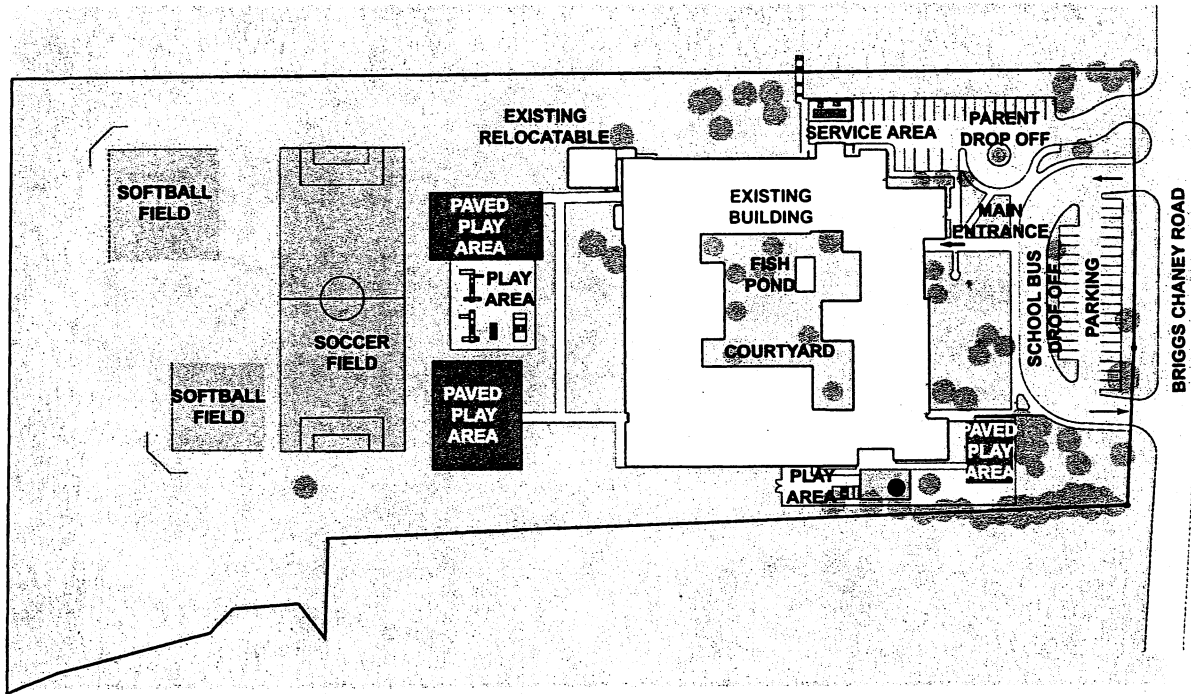 EXISTING
RELOCATABLE
SERVICE AREA
PARENT
DROP OFF
SOFTBALL
FIELD
PAVED
PLAY
AREA
EXISTING
BUILDING
MAIN
ENTRANCE
PLAY
AREA
FISH
POND
SCHOOL BUS
DROP OFF
PARKING
BRIGGS CHANEY ROAD
SOCCER
FIELD
COURTYARD
SOFTBALL
FIELD
PAVED
PLAY
AREA
PAVED
PLAY
AREA
PLAY
AREA